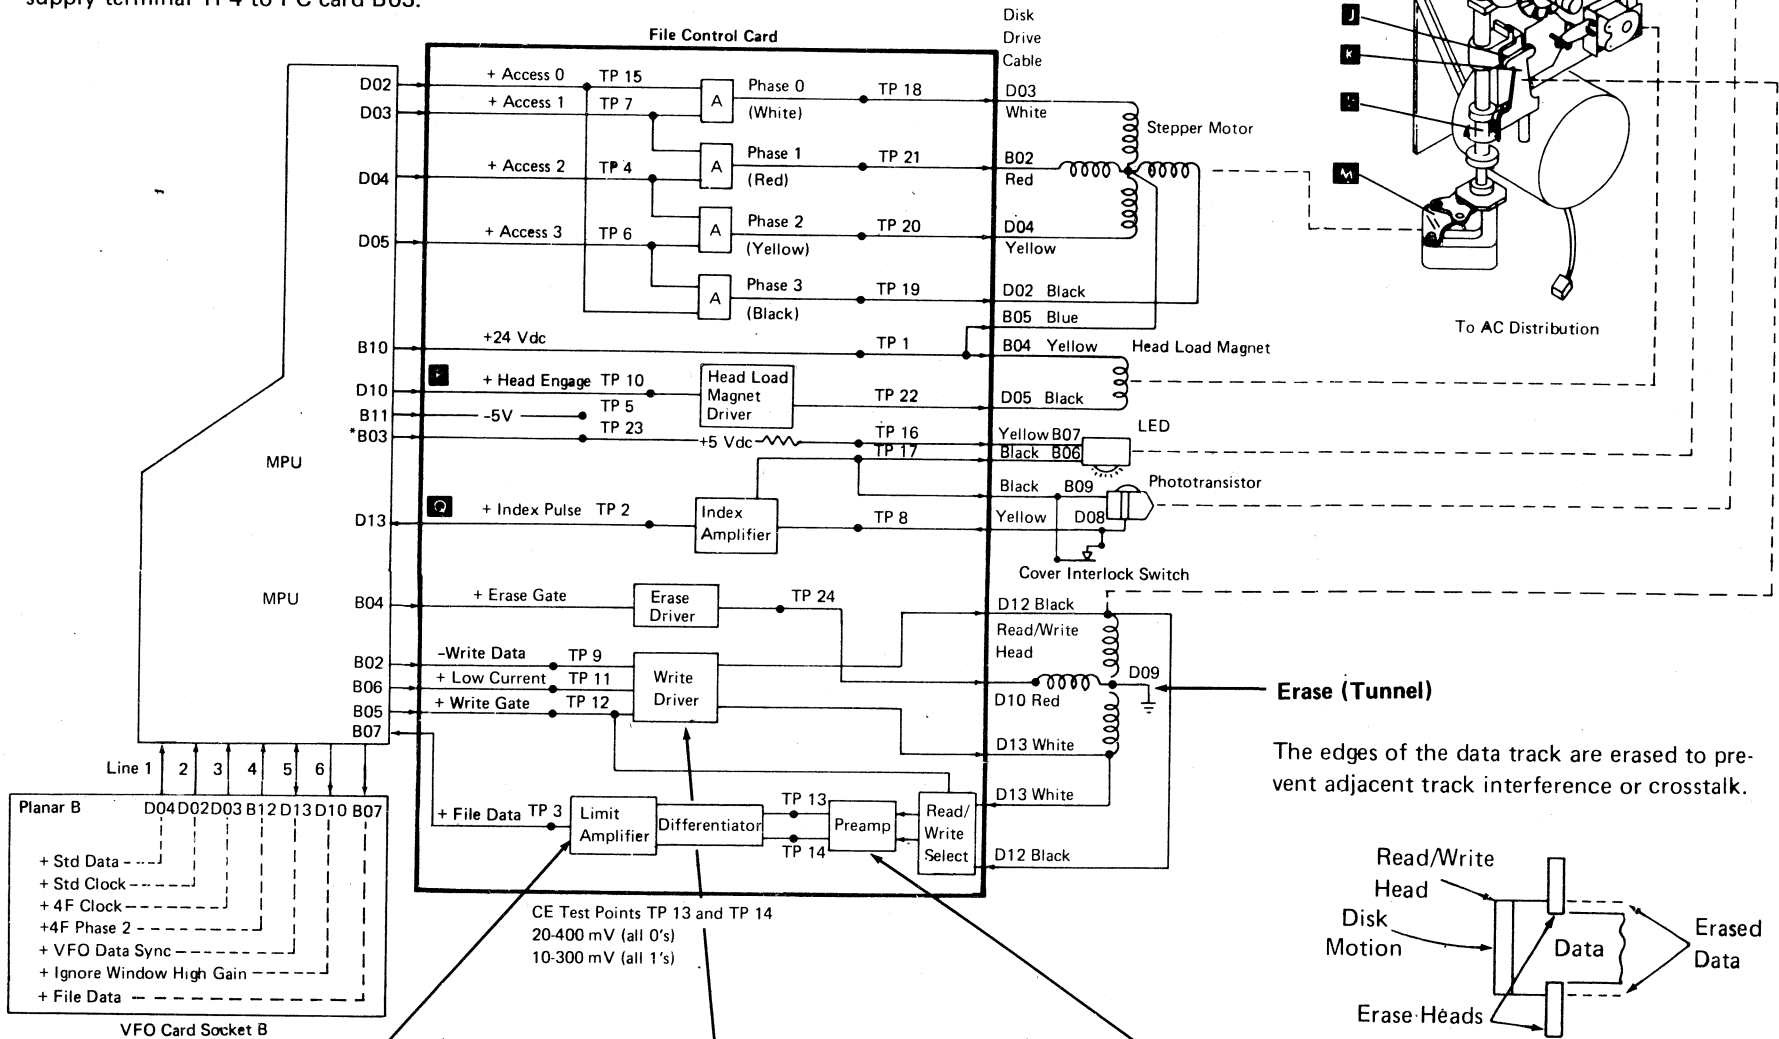 supply terminal TP4 to PC card B03.
File Control Card
Disk
Drive
Cable
D02
+ Access 0 TP 15
A
Phase 0
(White)
TP 18
D03
White
D03
+ Access 1 TP 7
Stepper Motor
D04
+ Access 2 TP 4
A
Phase 1
(Red)
TP 21
B02
Red
D05
+ Access 3 TP 6
A
Phase 2
(Yellow)
TP 20
D04
Yellow
A
Phase 3
(Black)
TP 19
D02 Black
B05 Blue
B10
+24 Vdc
TP 1
B04 Yellow
Head Load Magnet
D10
+ Head Engage TP 10
Head Load
Magnet
Driver
TP 22
D05 Black
B11
-5V
TP 5
*B03
TP 23
+5 Vdc
TP 16
Yellow B07
LED
TP 17
Black B06
MPU
Black B09
Phototransistor
D13
Q
+ Index Pulse TP 2
Index
Amplifier
TP 8
Yellow D08
Cover Interlock Switch
MPU
B04
+ Erase Gate
Erase
Driver
TP 24
D12 Black
Read/Write
Head
B02
-Write Data TP 9
Write
Driver
B06
+ Low Current TP 11
B05
+ Write Gate TP 12
B07
D09
D10 Red
Erase (Tunnel)
D13 White
The edges of the data track are erased to pre-
vent adjacent track interference or crosstalk.
Line 1 2 3 4 5 6
Planar B D04 D02 D03 B12 D13 D10 B07
+ Std Data
+ Std Clock
+ 4F Clock
+4F Phase 2
+ VFO Data Sync
+ Ignore Window High Gain
+ File Data
VFO Card Socket B
+ File Data TP 3
Limit
Amplifier
Differentiator
TP 13
TP 14
Preamp
Read/
Write
Select
D13 White
D12 Black
CE Test Points TP 13 and TP 14
20-400 mV (all 0's)
10-300 mV (all 1's)
J
K
M
To AC Distribution
Read/Write
Head
Disk
Motion
Data
Erased
Data
Erase Heads